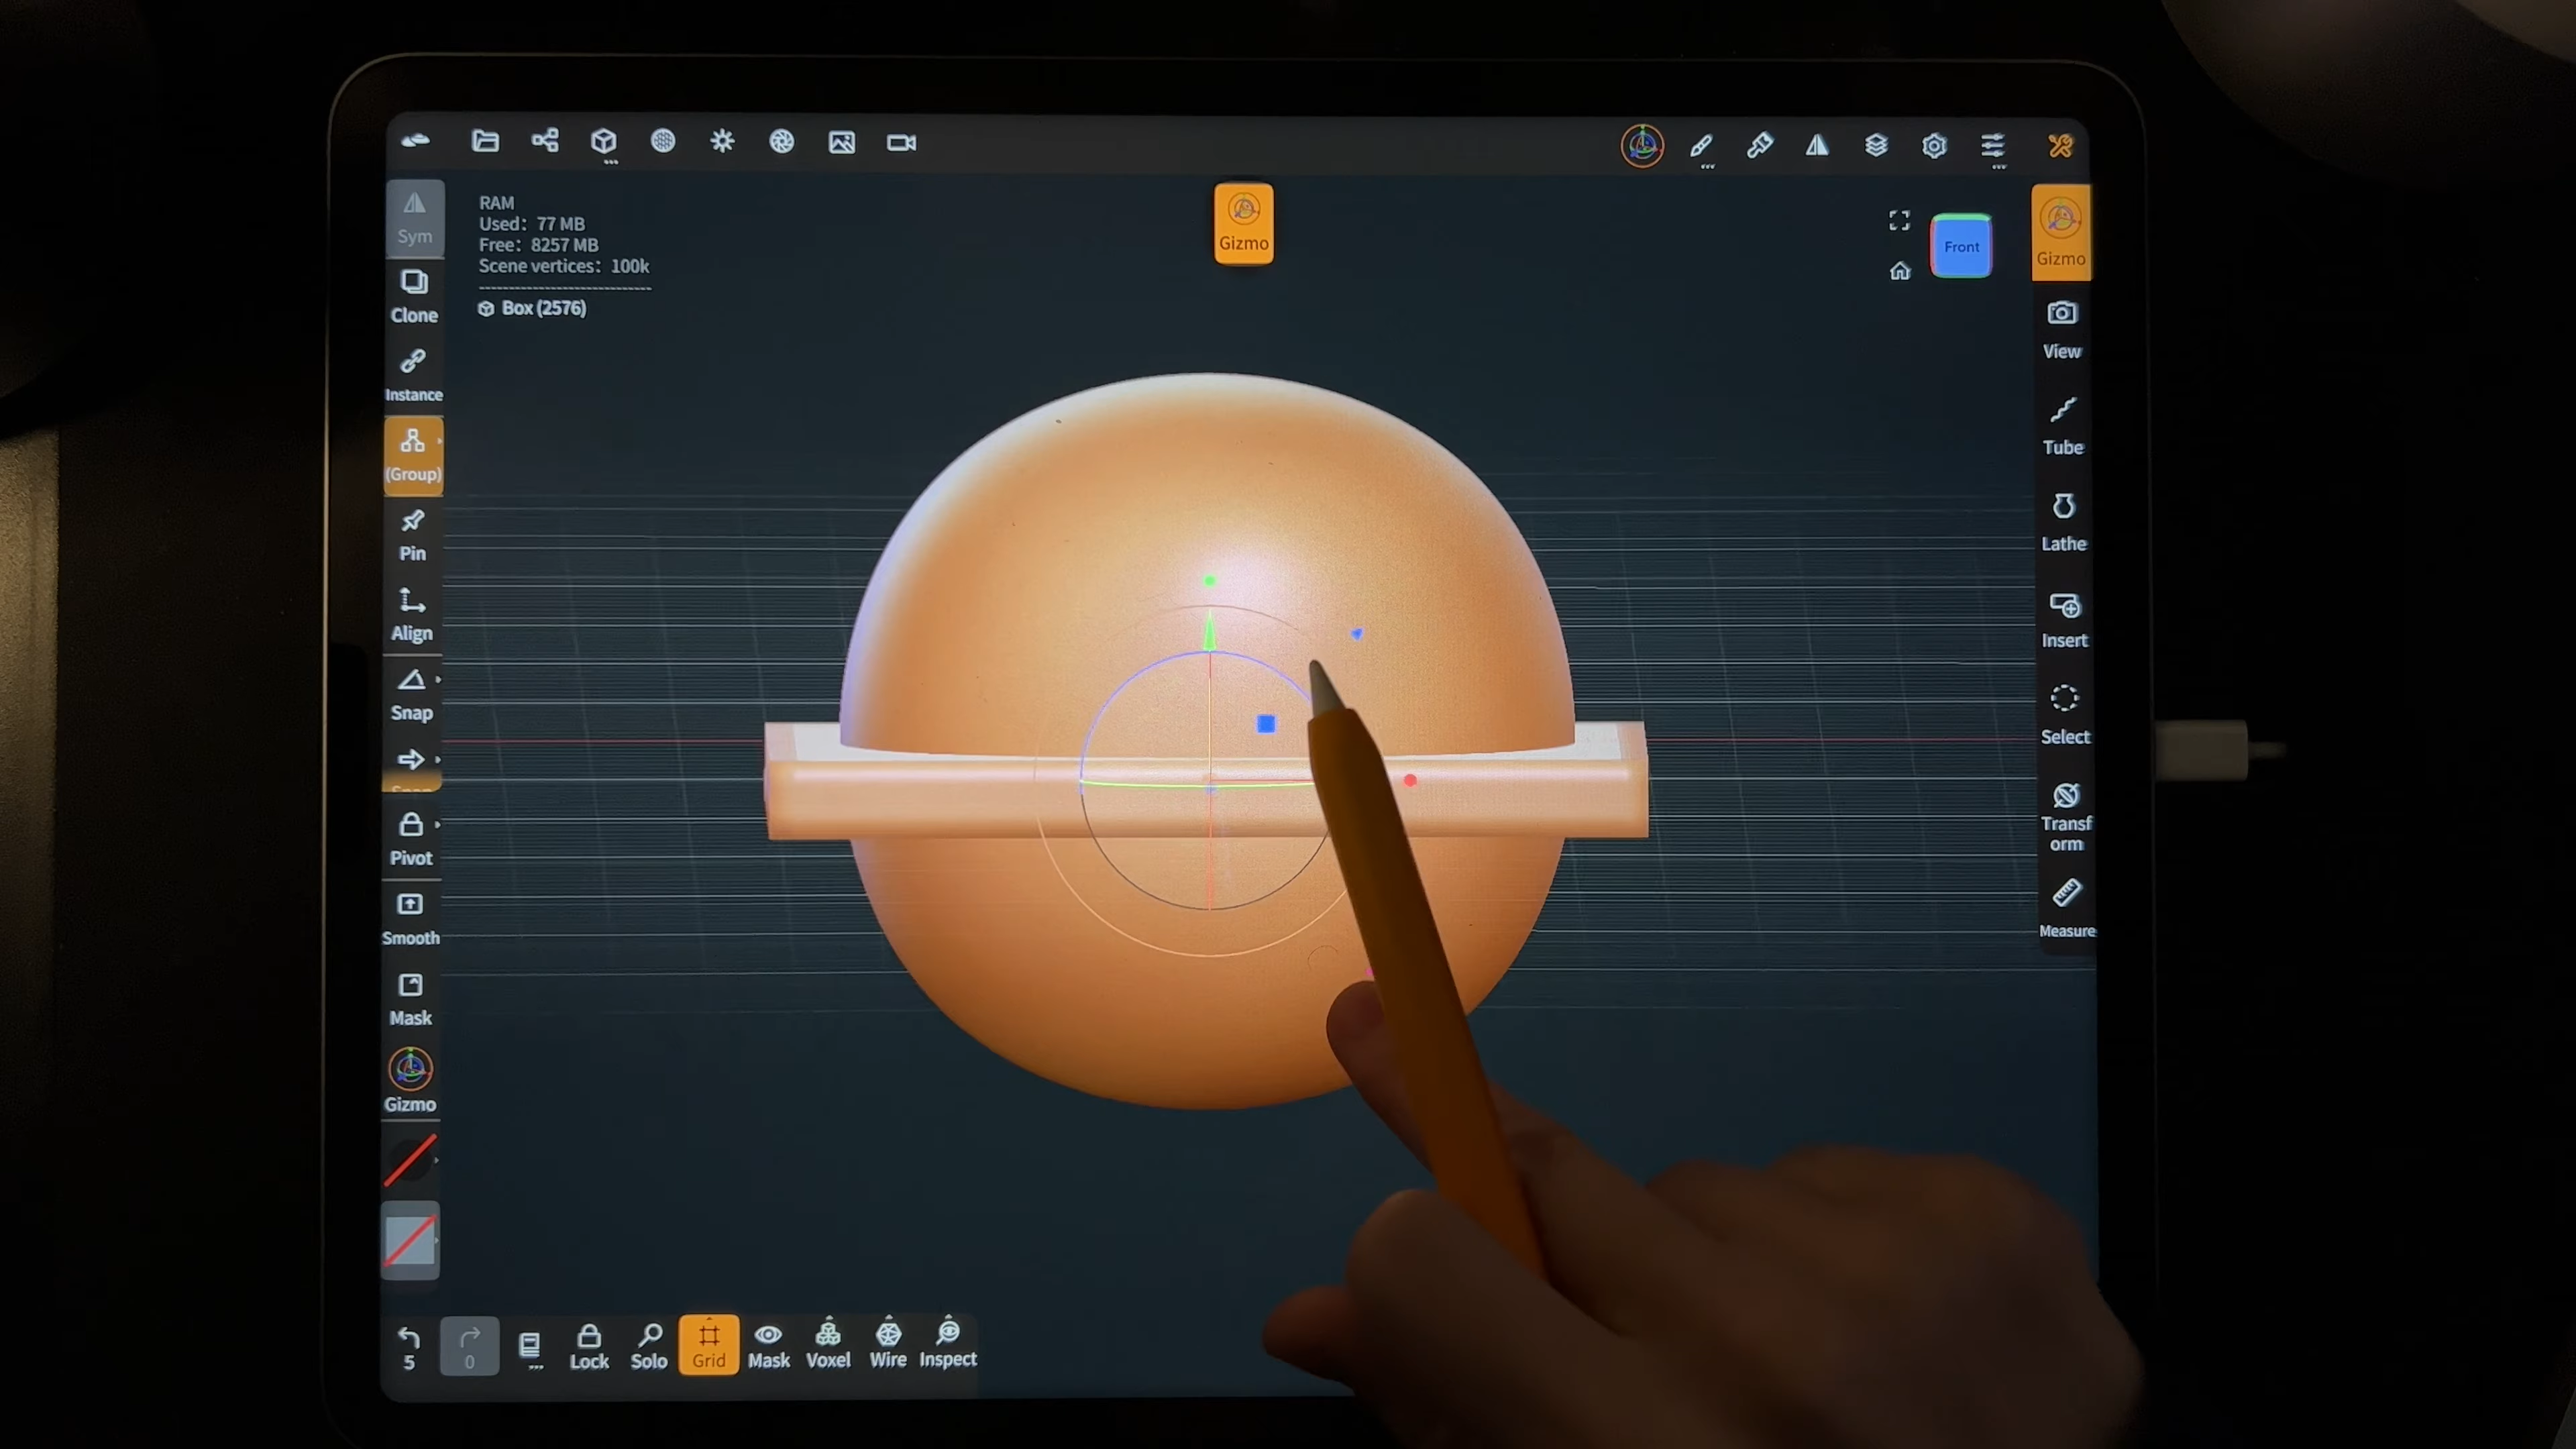 RAM
Used: 77 MB
Free: 8257 MB
Scene vertices: 100k
Box (2576)
Gizmo
Front
Sym
Clone
Instance
(Group)
Pin
Align
Snap
Pivot
Smooth
Mask
Gizmo
Gizmo
View
Tube
Lathe
Insert
Select
Transf
orm
Measure
5
0
Lock
Solo
Grid
Mask
Voxel
Wire
Inspect